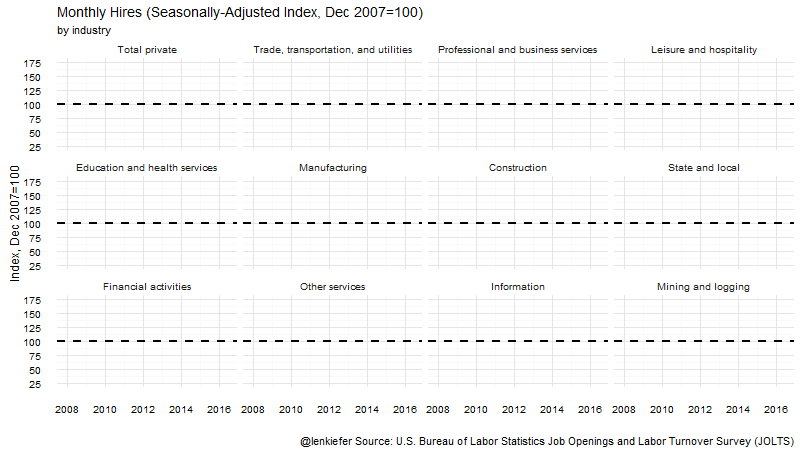 Monthly Hires (Seasonally-Adjusted Index, Dec 2007=100)
by industry
Total private Trade, transportation, and utilities Professional and business services Leisure and hospitality
175
150
125
100
75
50
25
Education and health services Manufacturing Construction State and local
175
150
125
100
75
50
25
Financial activities Other services Information Mining and logging
175
150
125
100
75
50
25
Index, Dec 2007=100
2008 2010 2012 2014 2016 2008 2010 2012 2014 2016 2008 2010 2012 2014 2016 2008 2010 2012 2014 2016
@lenkiefer Source: U.S. Bureau of Labor Statistics Job Openings and Labor Turnover Survey (JOLTS)